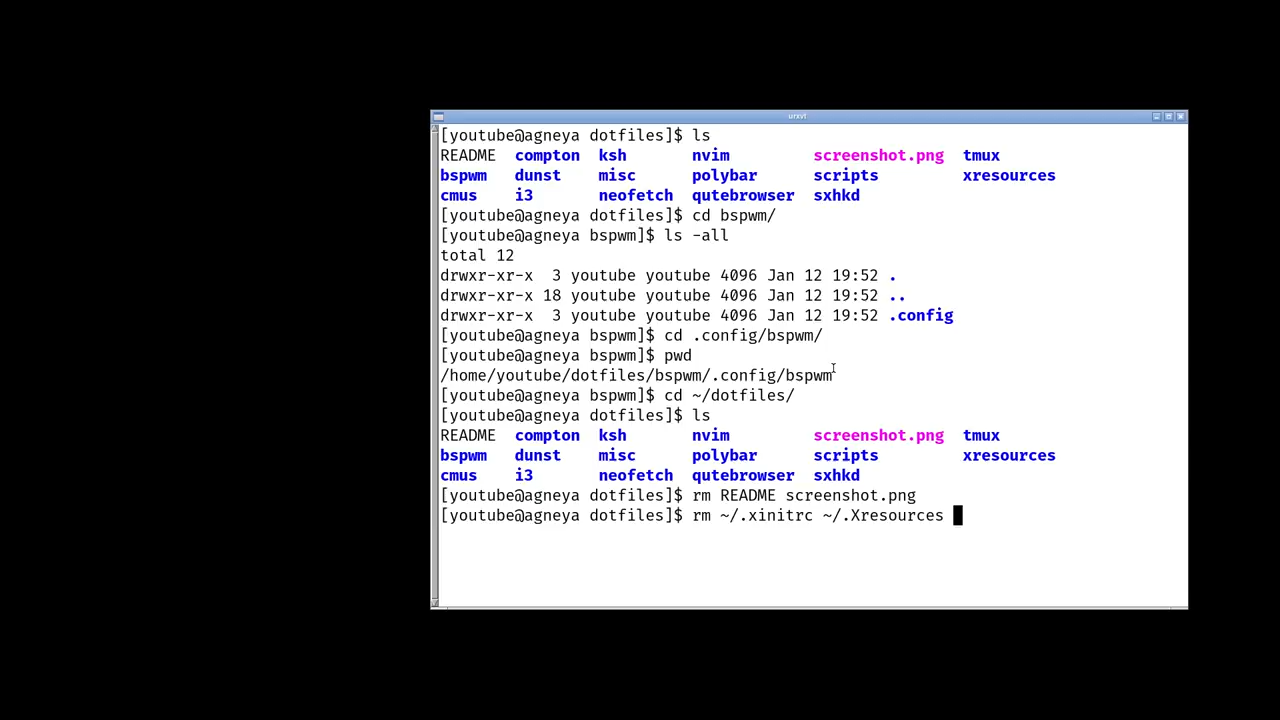 urxvt
[youtube@agneya dotfiles]$ ls
README  compton  ksh       nvim         screenshot.png  tmux
bspwm   dunst    misc      polybar      scripts         xresources
cmus    i3       neofetch  qutebrowser  sxhkd
[youtube@agneya dotfiles]$ cd bspwm/
[youtube@agneya bspwm]$ ls -all
total 12
drwxr-xr-x  3 youtube youtube 4096 Jan 12 19:52 .
drwxr-xr-x 18 youtube youtube 4096 Jan 12 19:52 ..
drwxr-xr-x  3 youtube youtube 4096 Jan 12 19:52 .config
[youtube@agneya bspwm]$ cd .config/bspwm/
[youtube@agneya bspwm]$ pwd
/home/youtube/dotfiles/bspwm/.config/bspwm
[youtube@agneya bspwm]$ cd ~/dotfiles/
[youtube@agneya dotfiles]$ ls
README  compton  ksh       nvim         screenshot.png  tmux
bspwm   dunst    misc      polybar      scripts         xresources
cmus    i3       neofetch  qutebrowser  sxhkd
[youtube@agneya dotfiles]$ rm README screenshot.png
[youtube@agneya dotfiles]$ rm ~/.xinitrc ~/.Xresources